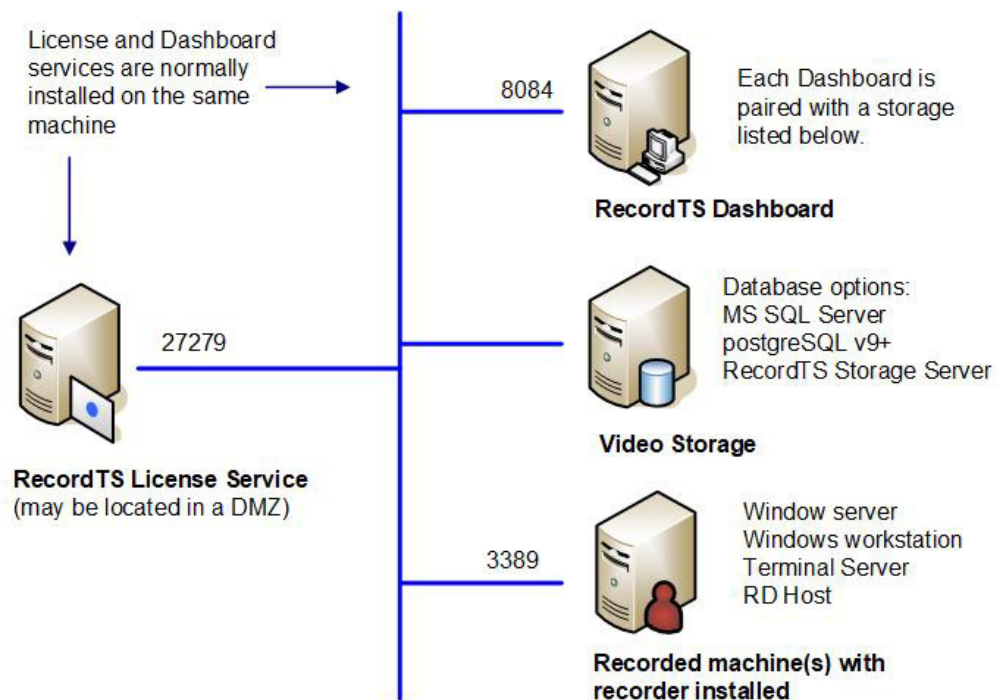 License and Dashboard
services are normally
installed on the same
machine
8084
Each Dashboard is
paired with a storage
listed below.
RecordTS Dashboard
27279
Database options:
MS SQL Server
postgreSQL v9+
RecordTS Storage Server
Video Storage
RecordTS License Service
(may be located in a DMZ)
3389
Window server
Windows workstation
Terminal Server
RD Host
Recorded machine(s) with
recorder installed